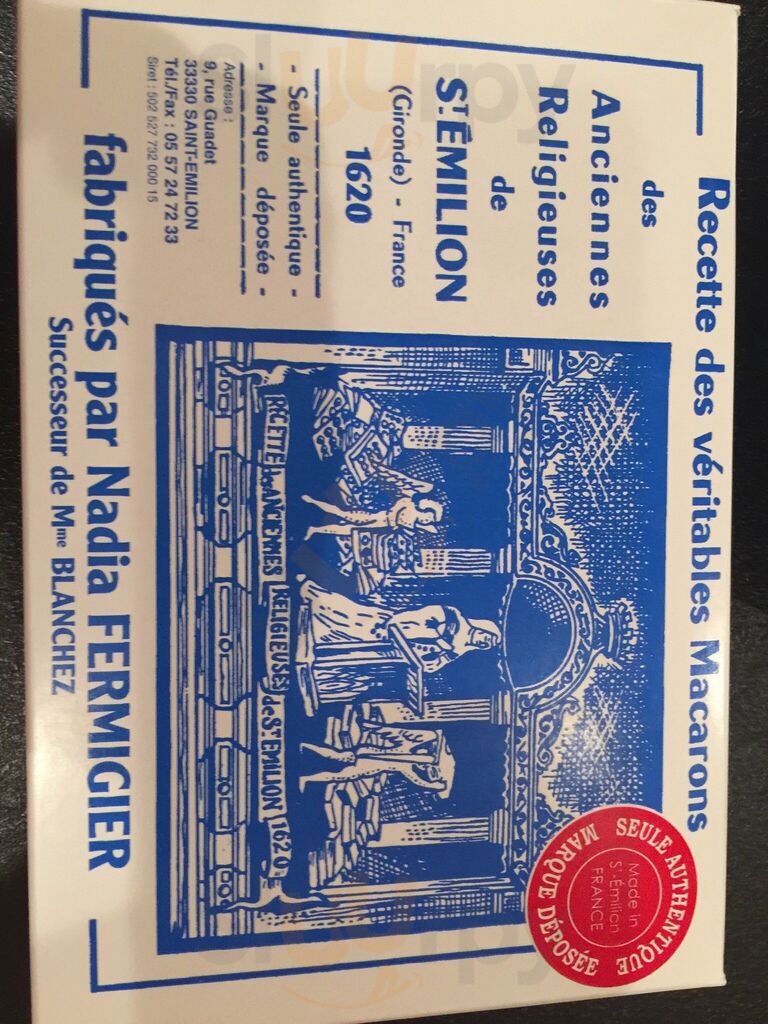 Recette des véritables Macarons
des
Anciennes
Religieuses
de
ST.ÉMILION
(Gironde) - France
1620
- Seule authentique -
- Marque déposée -
Adresse :
9, rue Guadet
33330 SAINT-EMILION
Tél./Fax : 05 57 24 72 33
Siret : 502 527 732 000 15
RECETTE des ANCIENNES RELIGIEUSES de ST EMILION (1620)
SEULE AUTHENTIQUE
Made in
St-Émilion
FRANCE
MARQUE DÉPOSÉE
fabriqués par Nadia FERMIGIER
Successeur de Mme BLANCHEZ